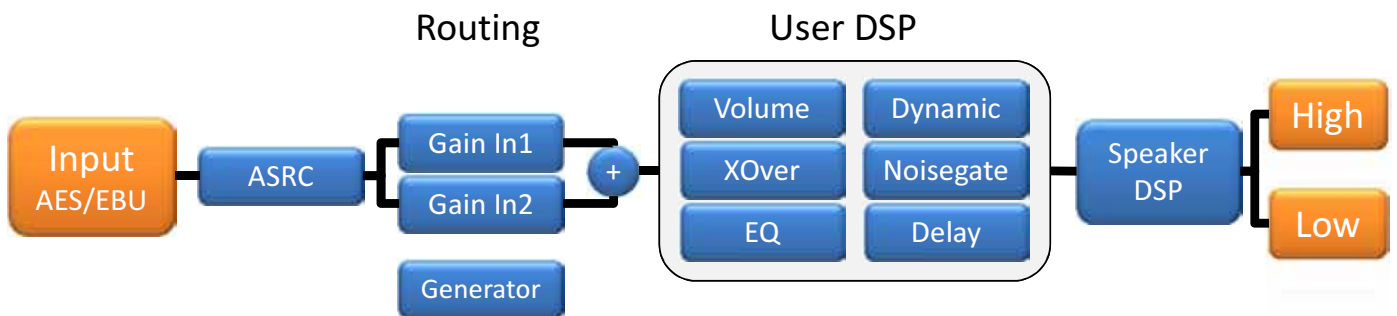 Routing
User DSP
Input
AES/EBU
ASRC
Gain In1
Gain In2
Generator
+
Volume
Dynamic
XOver
Noisegate
EQ
Delay
Speaker
DSP
High
Low